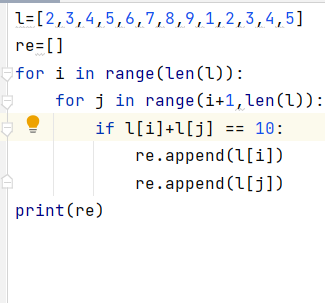 l=[2,3,4,5,6,7,8,9,1,2,3,4,5]
re=[]
for i in range(len(l)):
    for j in range(i+1,len(l)):
        if l[i]+l[j] == 10:
            re.append(l[i])
            re.append(l[j])
print(re)